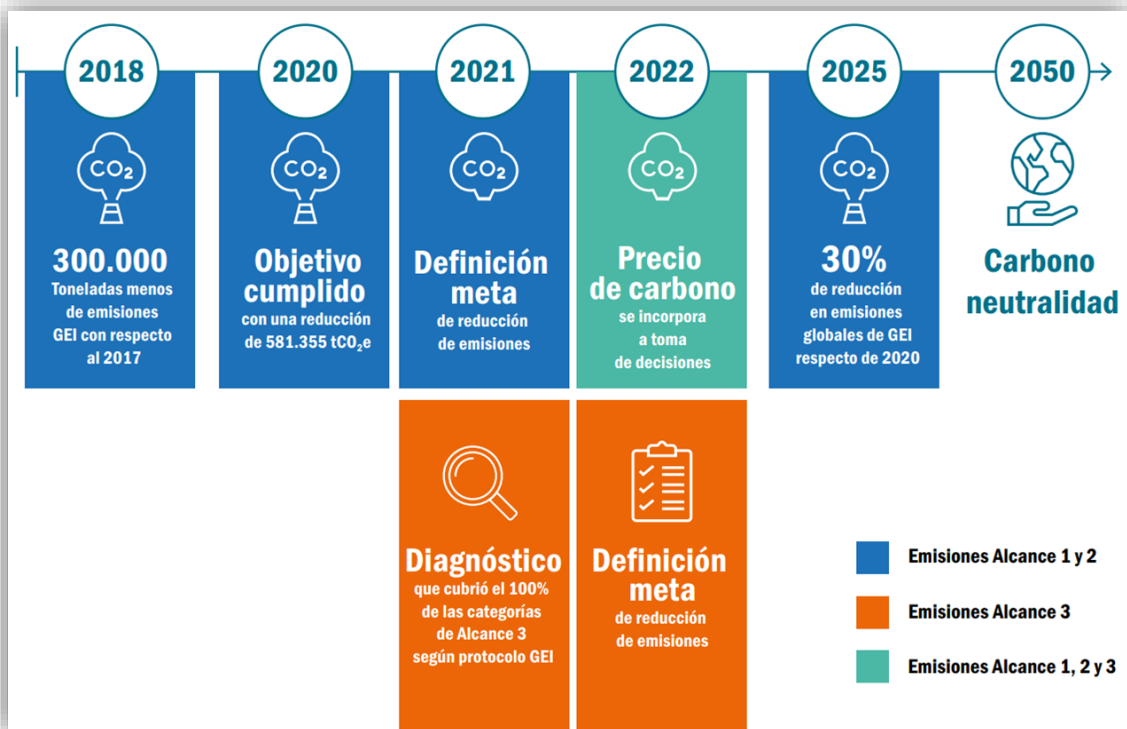 2018
2020
2021
2022
2025
2050
CO₂
300.000
Toneladas menos
de emisiones
GEI con respecto
al 2017
CO₂
Objetivo
cumplido
con una reducción
de 581.355 tCO₂e
CO₂
Definición
meta
de reducción
de emisiones
CO₂
Precio
de carbono
se incorpora
a toma
de decisiones
CO₂
30%
de reducción
en emisiones
globales de GEI
respecto de 2020
Carbono
neutralidad
Diagnóstico
que cubrió el 100%
de las categorías
de Alcance 3
según protocolo GEI
Definición
meta
de reducción
de emisiones
Emisiones Alcance 1 y 2
Emisiones Alcance 3
Emisiones Alcance 1, 2 y 3